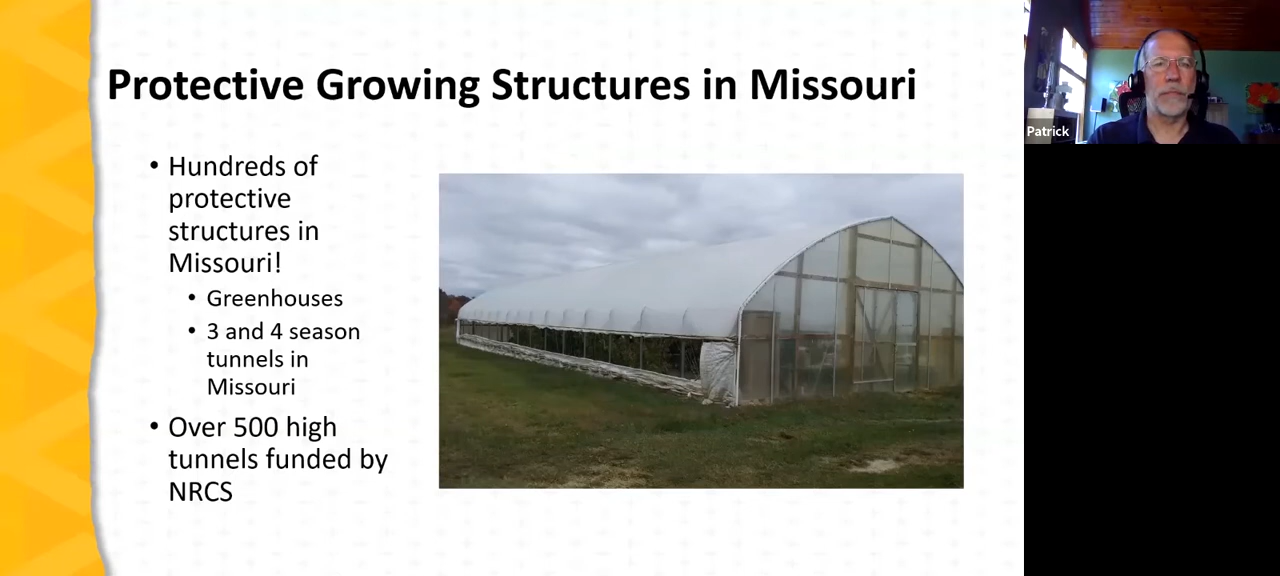 Protective Growing Structures in Missouri
• Hundreds of
protective
structures in
Missouri!
• Greenhouses
• 3 and 4 season
tunnels in
Missouri
• Over 500 high
tunnels funded by
NRCS
Patrick